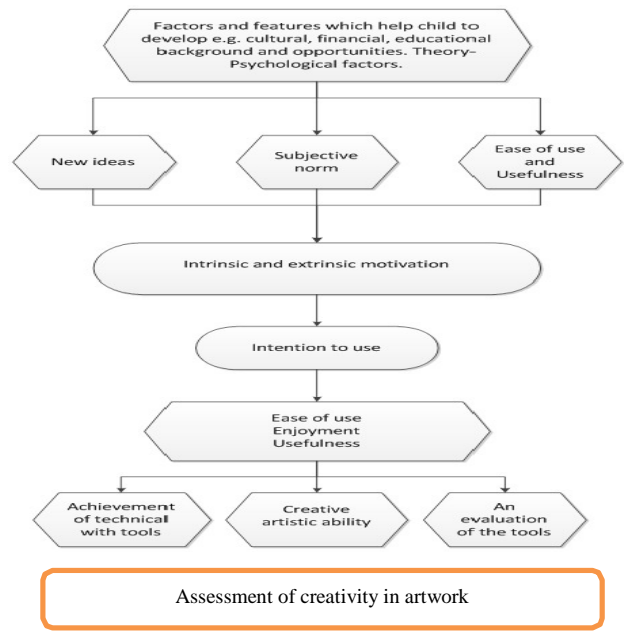 Factors and features which help child to
develop e.g. cultural, financial, educational
background and opportunities. Theory-
Psychological factors.
New ideas
Subjective
norm
Ease of use
and
Usefulness
Intrinsic and extrinsic motivation
Intention to use
Ease of use
Enjoyment
Usefulness
Achievement
of technical
with tools
Creative
artistic ability
An
evaluation
of the tools
Assessment of creativity in artwork